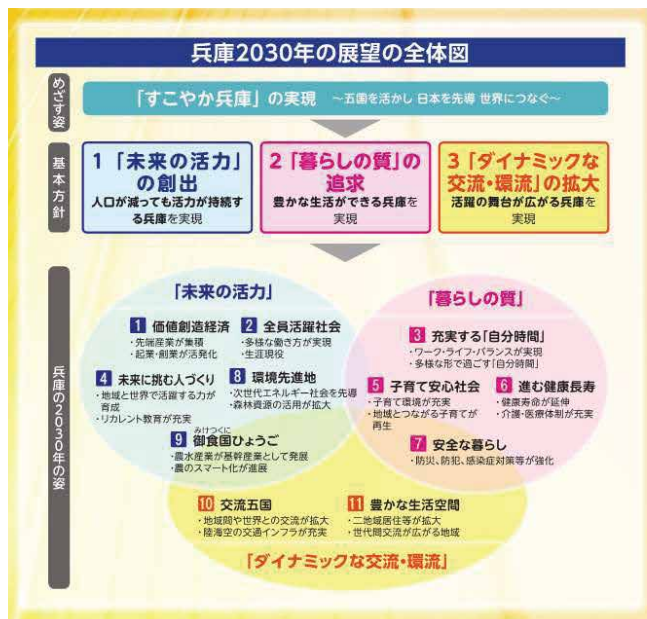 兵庫2030年の展望の全体図
めざす姿
「すこやか兵庫」の実現 ～五国を活かし 日本を先導 世界につなぐ～
基本方針
1「未来の活力」
の創出
人口が減っても活力が持続す
る兵庫を実現
2「暮らしの質」の
追求
豊かな生活ができる兵庫を
実現
3「ダイナミックな
交流・環流」の拡大
活躍の舞台が広がる兵庫を
実現
兵庫の2030年の姿
「未来の活力」
1 価値創造経済
・先端産業が集積
・起業・創業が活発化
2 全員活躍社会
・多様な働き方が実現
・生涯現役
4 未来に挑む人づくり
・地域と世界で活躍する力が
育成
・リカレント教育が充実
8 環境先進地
・次世代エネルギー社会を先導
・森林資源の活用が拡大
みけつくに
9 御食国ひょうご
・農水産業が基幹産業として発展
・農のスマート化が進展
「暮らしの質」
3 充実する「自分時間」
・ワーク・ライフ・バランスが実現
・多様な形で過ごす「自分時間」
5 子育て安心社会
・子育て環境が充実
・地域とつながる子育てが
再生
6 進む健康長寿
・健康寿命が延伸
・介護・医療体制が充実
7 安全な暮らし
・防災、防犯、感染症対策等が強化
10 交流五国
・地域間や世界との交流が拡大
・陸海空の交通インフラが充実
11 豊かな生活空間
・二地域居住等が拡大
・世代間交流が広がる地域
「ダイナミックな交流・環流」